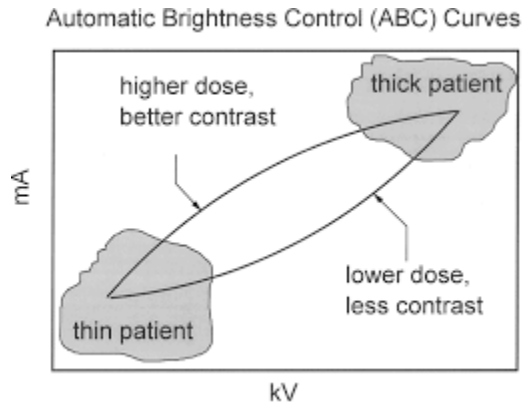 Automatic Brightness Control (ABC) Curves
higher dose,
better contrast
thick patient
mA
thin patient
lower dose,
less contrast
kV